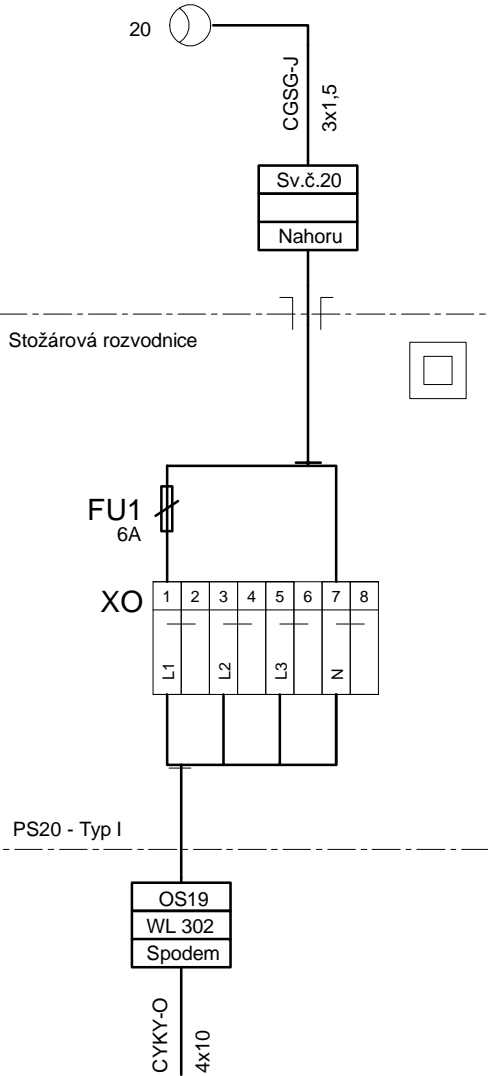 20
CGSG-J
3x1,5
Sv.č.20
Nahoru
Stožárová rozvodnice
FU1
6A
XO
1 2 3 4 5 6 7 8
L1 L2 L3 N
PS20 - Typ I
OS19
WL 302
Spodem
CYKY-O
4x10